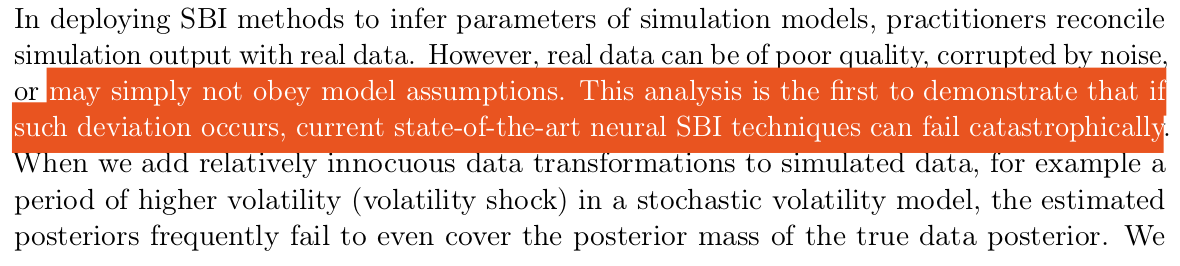 In deploying SBI methods to infer parameters of simulation models, practitioners reconcile
simulation output with real data. However, real data can be of poor quality, corrupted by noise,
or may simply not obey model assumptions. This analysis is the first to demonstrate that if
such deviation occurs, current state-of-the-art neural SBI techniques can fail catastrophically.
When we add relatively innocuous data transformations to simulated data, for example a
period of higher volatility (volatility shock) in a stochastic volatility model, the estimated
posteriors frequently fail to even cover the posterior mass of the true data posterior. We